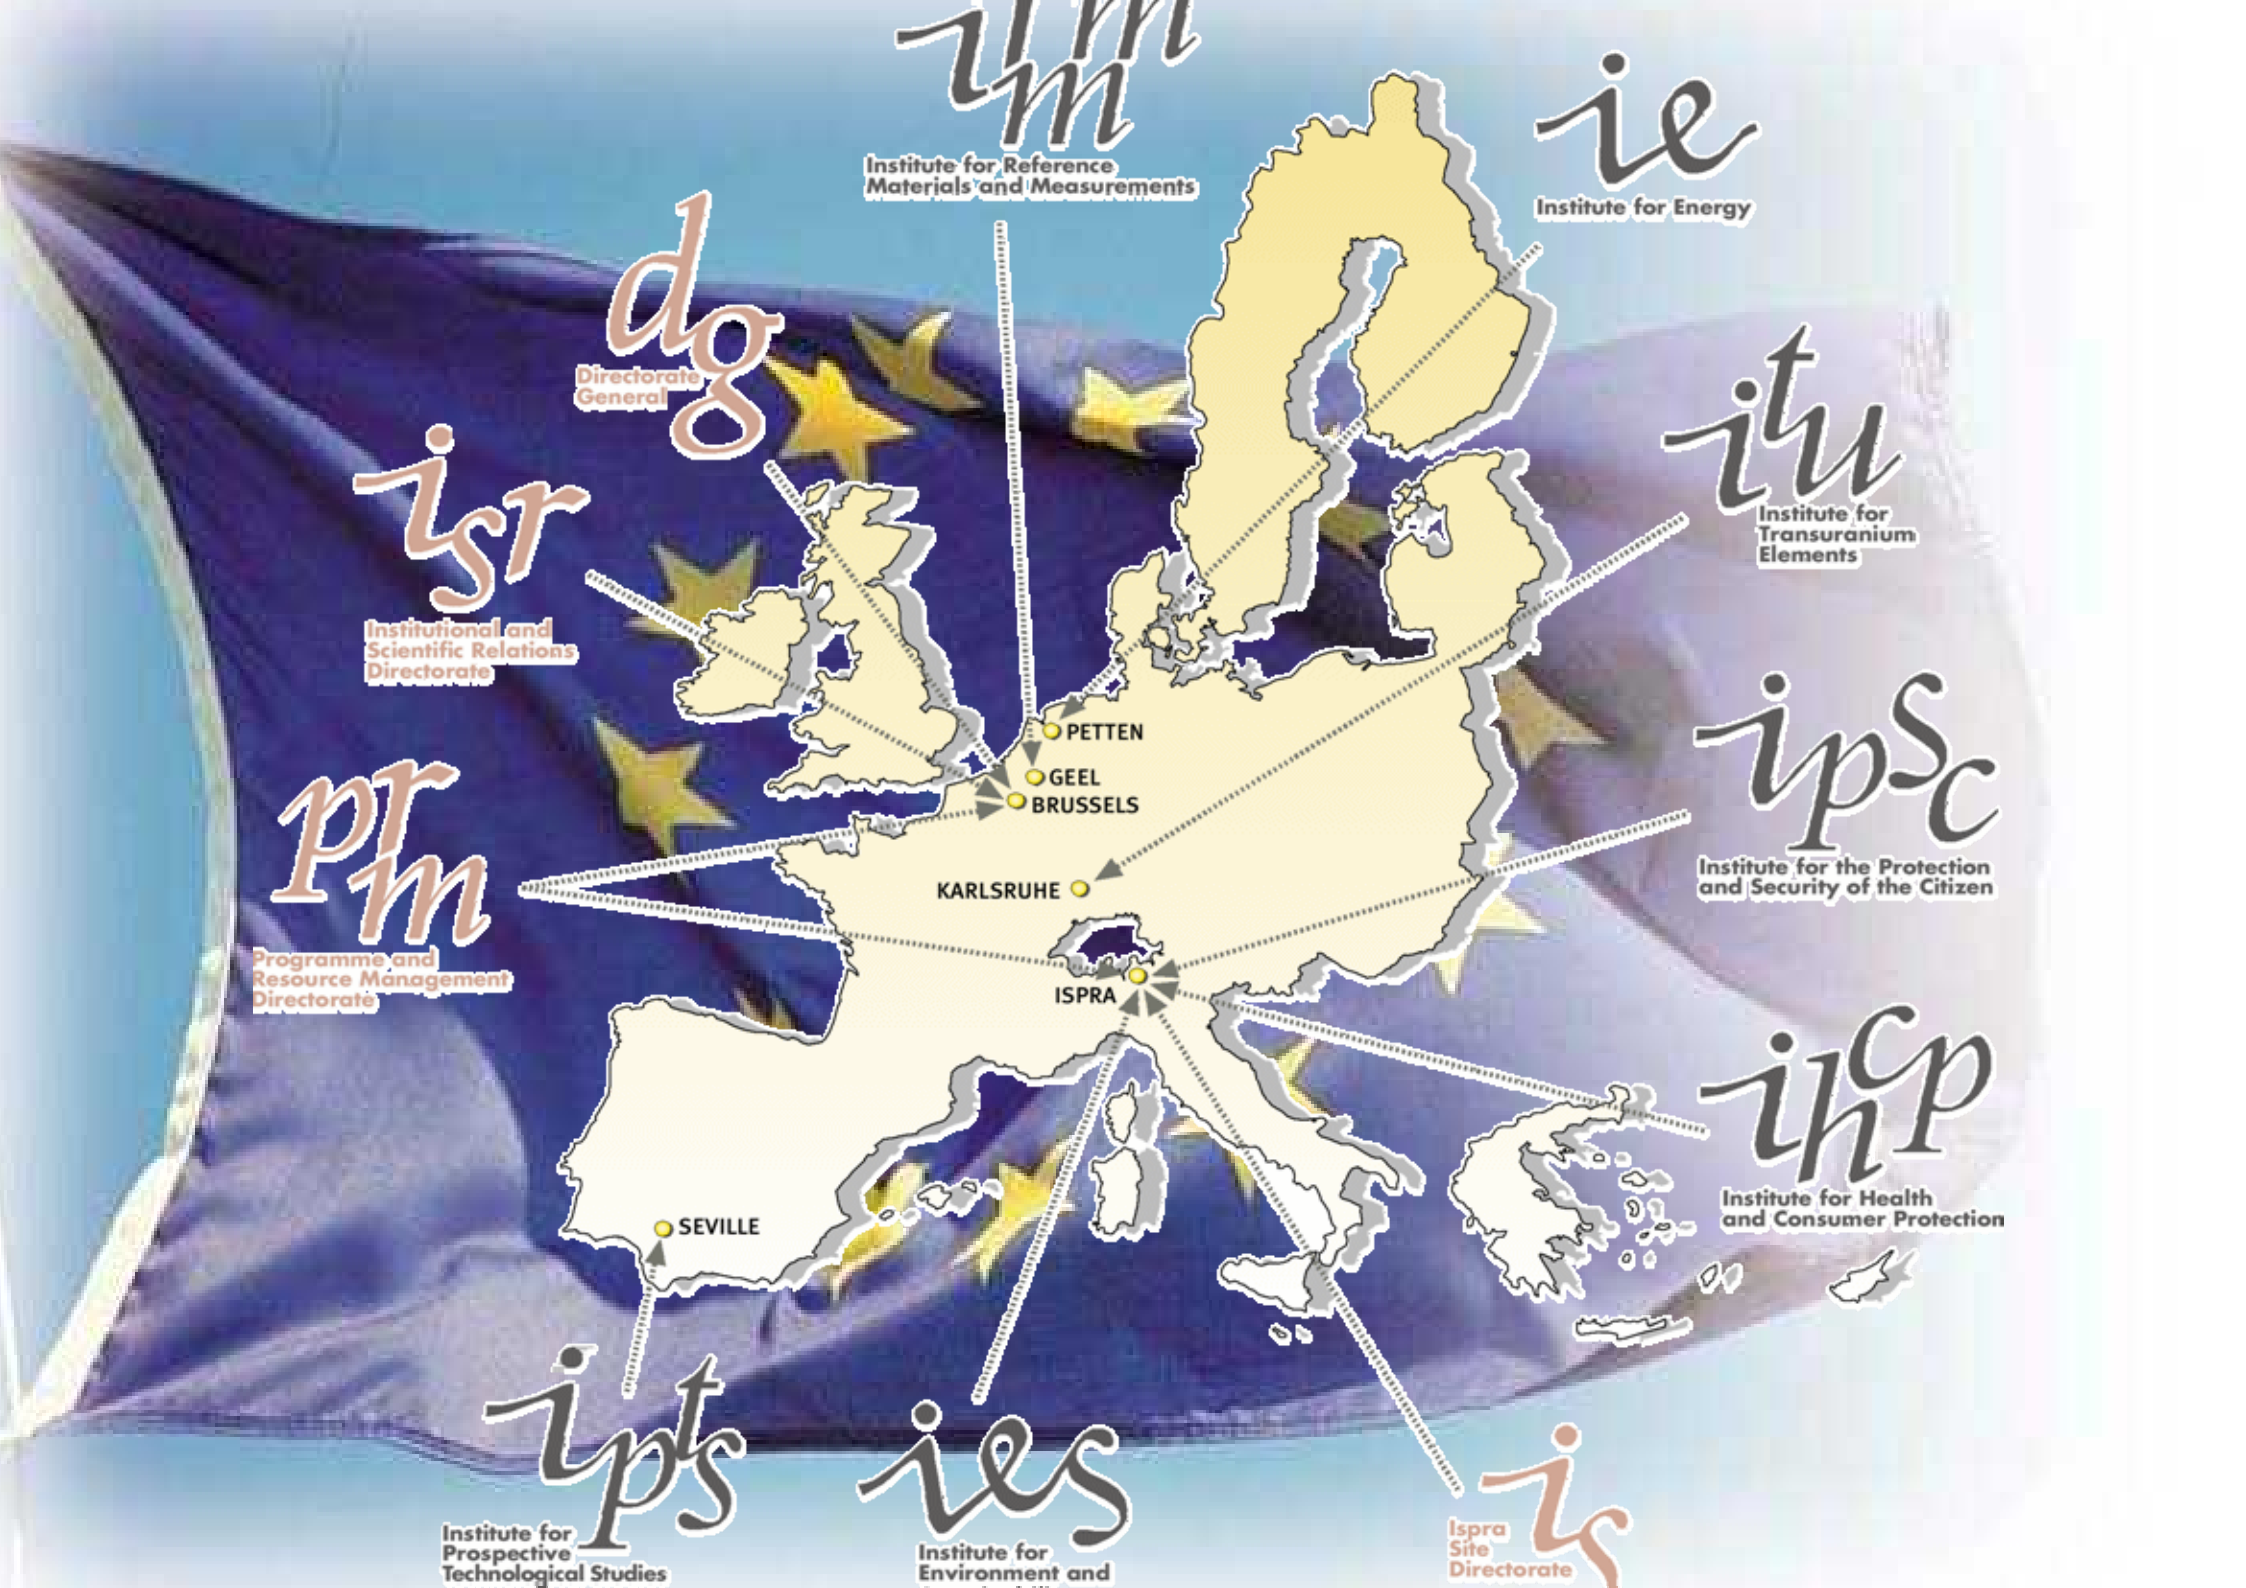 irmm
Institute for Reference
Materials and Measurements
ie
Institute for Energy
dg
Directorate
General
itu
Institute for
Transuranium
Elements
isr
Institutional and
Scientific Relations
Directorate
ipsc
Institute for the Protection
and Security of the Citizen
prm
Programme and
Resource Management
Directorate
PETTEN
GEEL
BRUSSELS
KARLSRUHE
ISPRA
SEVILLE
ihcp
Institute for Health
and Consumer Protection
ipts
Institute for
Prospective
Technological Studies
ies
Institute for
Environment and
is
Ispra
Site
Directorate